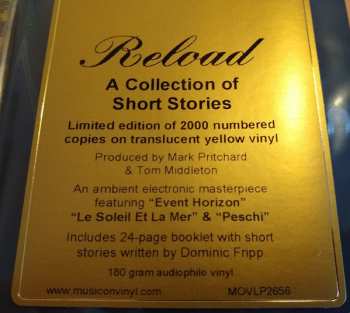 Reload
A Collection of
Short Stories
Limited edition of 2000 numbered
copies on translucent yellow vinyl
Produced by Mark Pritchard
& Tom Middleton
An ambient electronic masterpiece
featuring “Event Horizon”
“Le Soleil Et La Mer” & “Peschi”
Includes 24-page booklet with short
stories written by Dominic Fripp
180 gram audiophile vinyl
www.musiconvinyl.com MOVLP2656